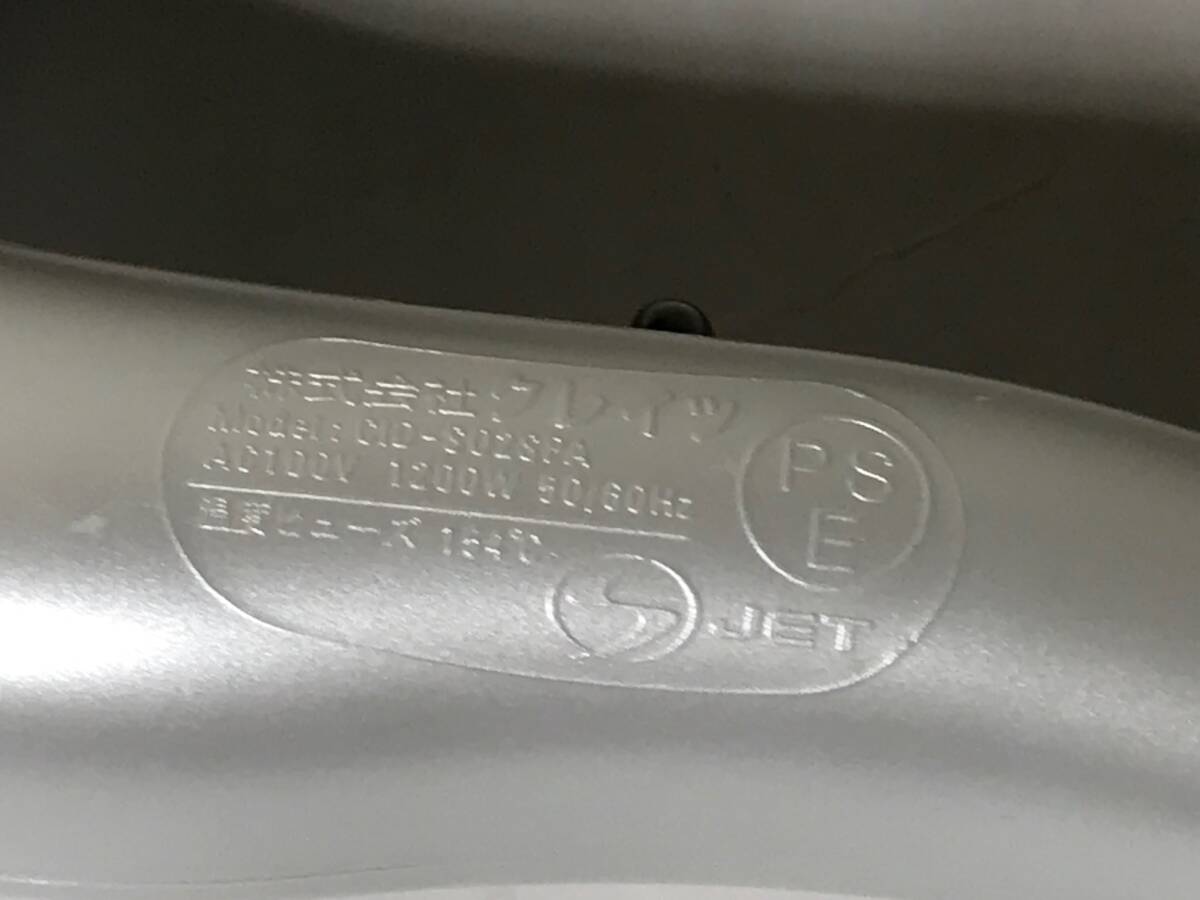 株式会社クレイツ
Model: CID-S02SPA
AC100V 1200W 50/60Hz
温度ヒューズ 154℃
PS
E
S JET